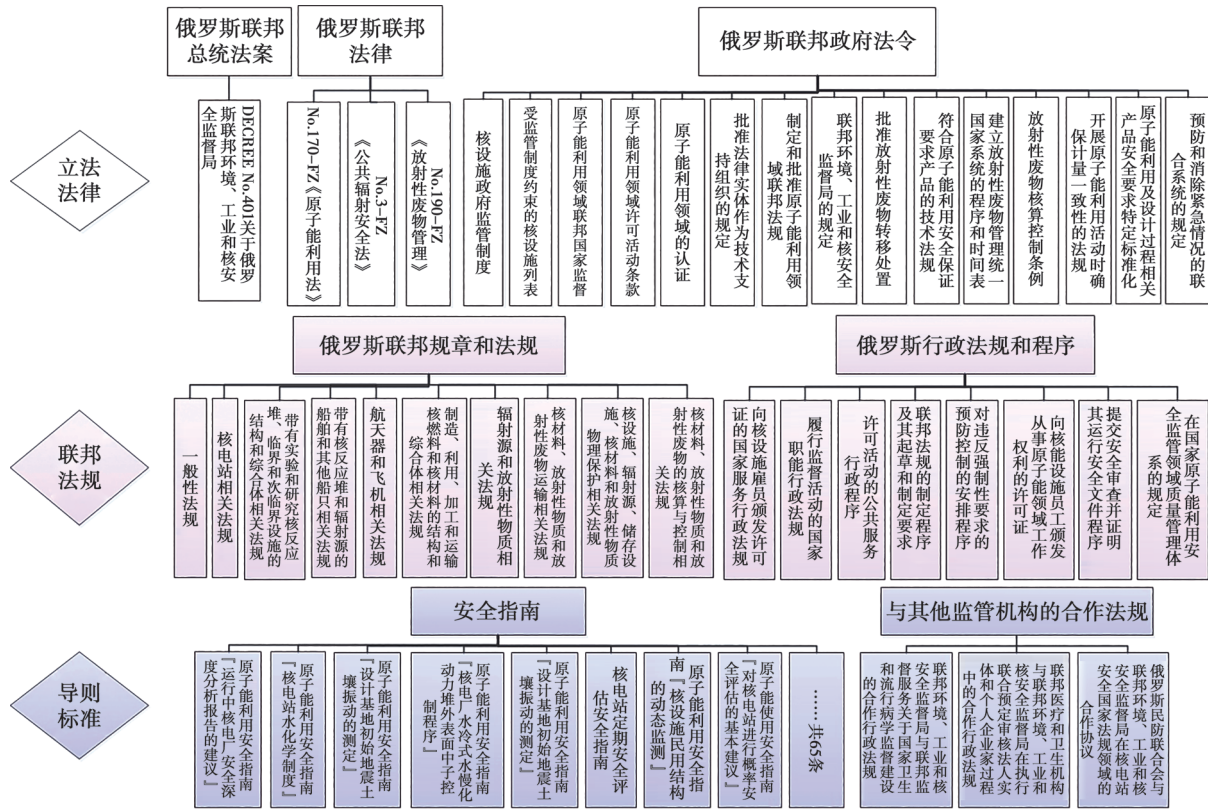 俄罗斯联邦
总统法案
俄罗斯联邦
法律
俄罗斯联邦政府法令
立法
法律
DECREE No.401关于俄罗
斯联邦环境、工业和核安
全监督局
No.170-FZ《原子能利用法》
No.3-FZ
《公共辐射安全法》
No.190-FZ
《放射性废物管理》
核设施政府监管制度
受监管制度约束的核设施列表
原子能利用领域联邦国家监督
原子能利用领域许可活动条款
原子能利用领域的认证
批准法律实体作为技术支
持组织的规定
制定和批准原子能利用领
域联邦法规
联邦环境、工业和核安全
监督局的规定
批准放射性废物转移处置
符合原子能利用安全保证
要求产品的技术法规
建立放射性废物管理统一
国家系统的程序和时间表
放射性废物核算控制条例
开展原子能利用活动时确
保计量一致性的法规
原子能利用及设计过程相关
产品安全要求特定标准化
预防和消除紧急情况的联
合系统的规定
俄罗斯联邦规章和法规
俄罗斯行政法规和程序
联邦
法规
一般性法规
核电站相关法规
带有实验和研究核反应
堆、临界和次临界设施的
结构和综合体相关法规
带有核反应堆和辐射源的
船舶和其他船只相关法规
航天器和飞机相关法规
制造、利用、加工和运输
核燃料和核材料的结构和
综合体相关法规
辐射源和放射性物质相
关法规
核材料、放射性物质和放
射性废物运输相关法规
核设施、辐射源、储存设
施、核材料和放射性物质
物理保护相关法规
核材料、放射性物质和放
射性废物的核算与控制相
关法规
向核设施雇员颁发许可
证的国家服务行政法规
履行监督活动的国家
职能行政法规
许可活动的公共服务
行政程序
联邦法规的制定程序
及其起草和制定要求
对违反强制性要求的
预防控制的安排程序
向核能设施员工颁发
从事原子能领域工作
权利的许可证
提交安全审查并证明
其运行安全文件程序
在国家原子能利用安
全监管领域质量管理体
系的规定
安全指南
与其他监管机构的合作法规
导则
标准
原子能利用安全指南
『运行中核电厂安全深
度分析报告的建议』
原子能利用安全指南
『核电站水化学制度』
原子能利用安全指南
『设计基地初始地震土
壤振动的测定』
原子能利用安全指南
『核电厂水冷式水慢化
动力堆外表面中子控
制程序』
原子能利用安全指南
『设计基地初始地震土
壤振动的测定』
核电站定期安全评
估安全指南
原子能利用安全指
南『核设施民用结构
的动态监测』
原子能使用安全指南
『对核电站进行概率安
全评估的基本建议』
……共65条
联邦环境、工业和核
安全监督局与联邦监
督服务关于国家卫生
和流行病学监督建设
的合作行政法规
联邦医疗和卫生机构
与联邦环境、工业和
核安全监督局在执行
联合预定审核法人实
体和个人企业家过程
中的合作行政法规
俄罗斯民防联合会与
联邦环境、工业和核
安全监督局在核电站
安全国家法规领域的
合作协议